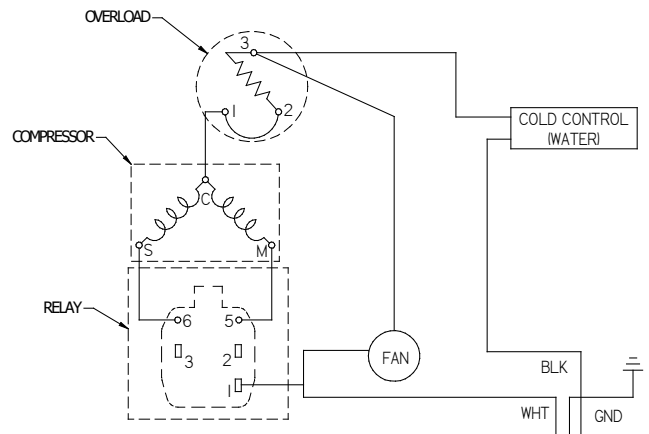 OVERLOAD
3
1
2
COLD CONTROL
(WATER)
COMPRESSOR
C
S
M
RELAY
6
5
3
2
1
FAN
BLK
WHT
GND